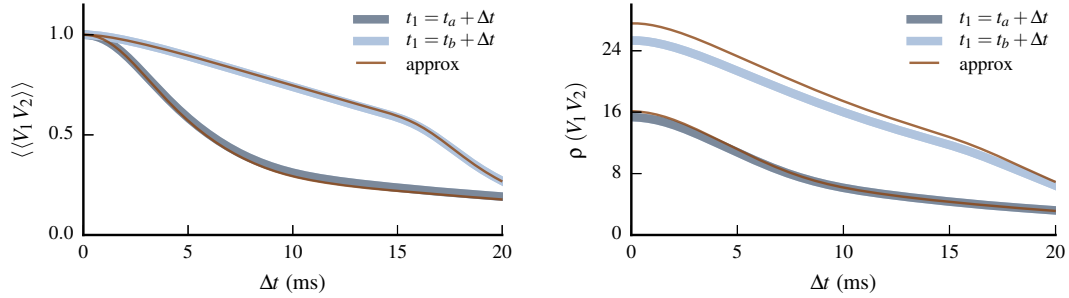 t₁ = tₐ + Δt
t₁ = t_b + Δt
approx
1.0
0.5
0.0
⟨⟨V₁ V₂⟩⟩
0 5 10 15 20
Δt (ms)
t₁ = tₐ + Δt
t₁ = t_b + Δt
approx
24
16
8
0
ρ (V₁ V₂)
0 5 10 15 20
Δt (ms)